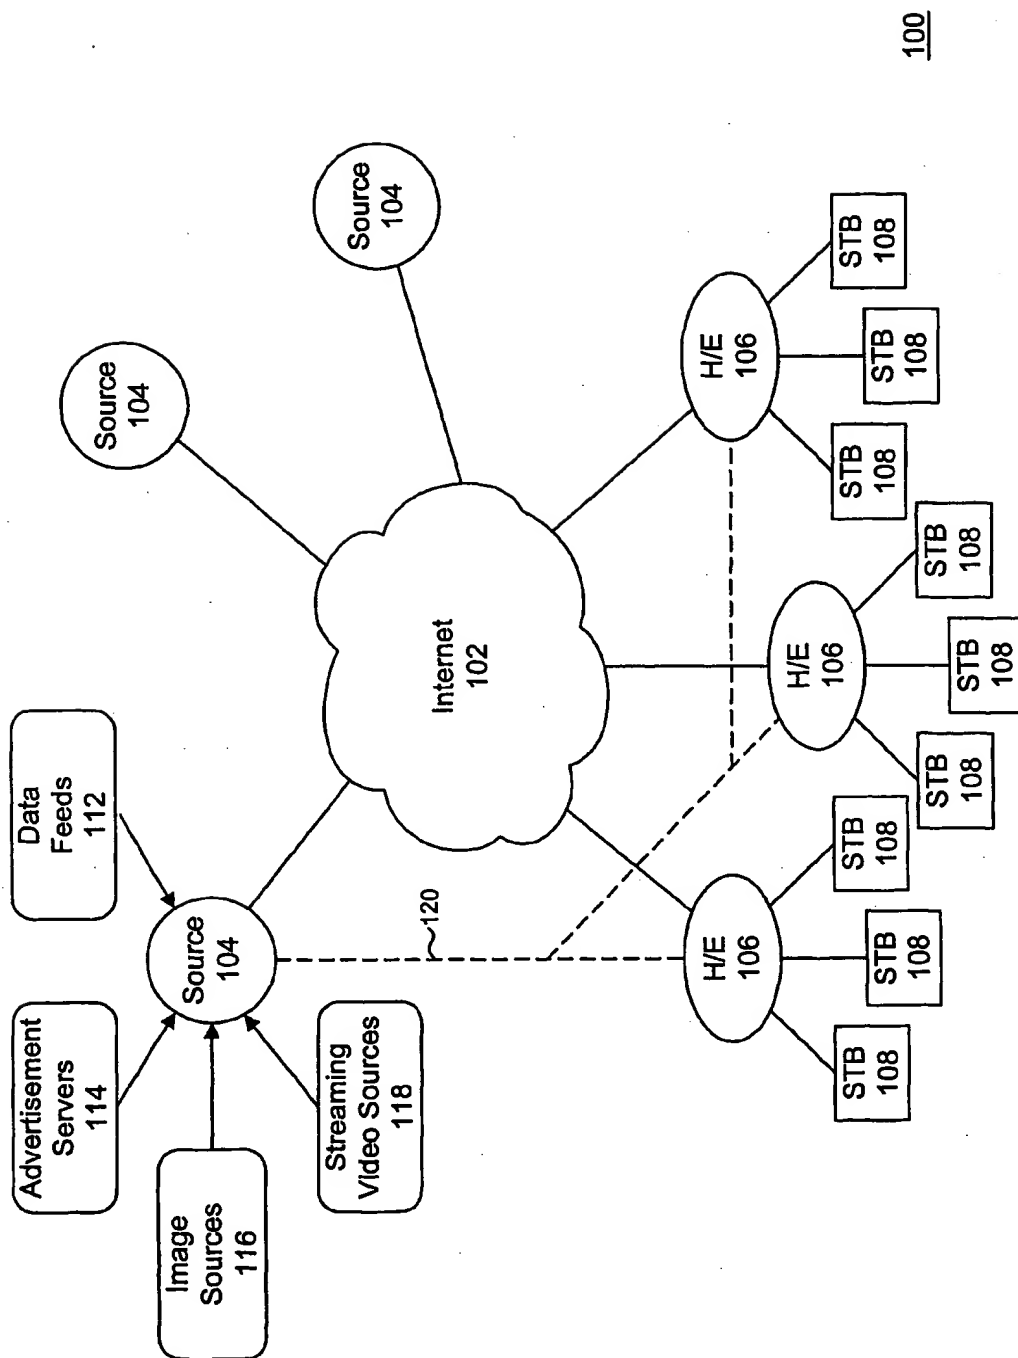 Advertisement
Servers
114
Data
Feeds
112
Image
Sources
116
Source
104
Streaming
Video Sources
118
120
Source
104
Source
104
Internet
102
H/E
106
H/E
106
H/E
106
STB
108
STB
108
STB
108
STB
108
STB
108
STB
108
STB
108
STB
108
STB
108
100